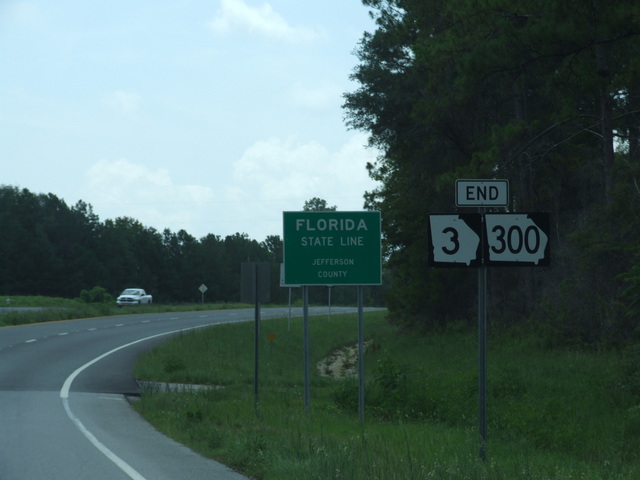 FLORIDA
STATE LINE
JEFFERSON
COUNTY
END
3 300